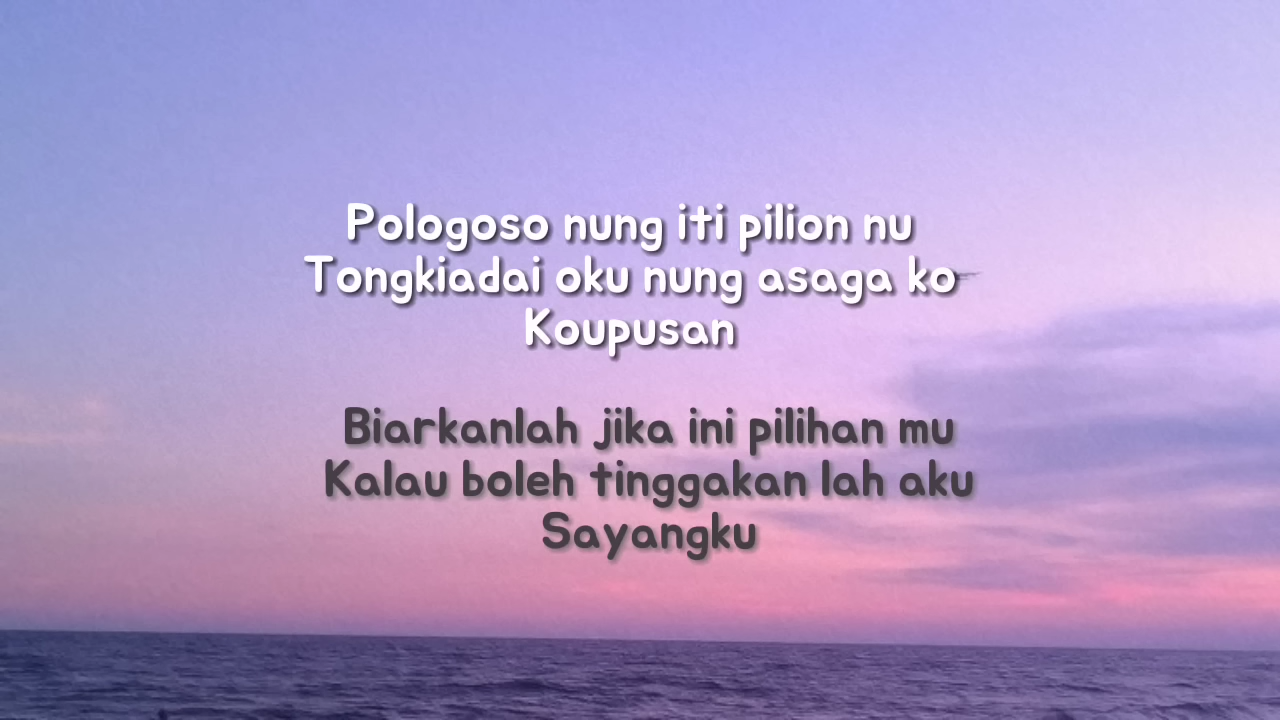 Pologoso nung iti pilion nu
Tongkiadai oku nung asaga ko
Koupusan
Biarkanlah jika ini pilihan mu
Kalau boleh tinggakan lah aku
Sayangku